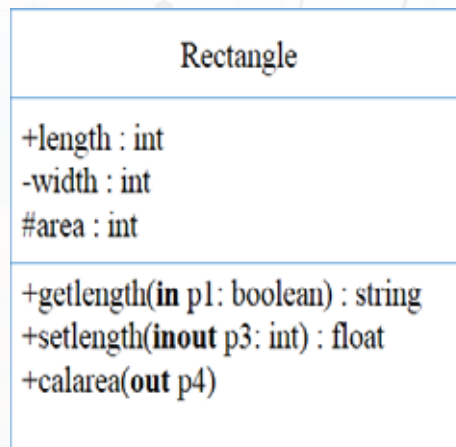 Rectangle
+length : int
-width : int
#area : int
+getlength(in p1: boolean) : string
+setlength(inout p3: int) : float
+calarea(out p4)